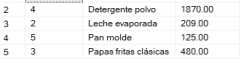 2 4 Detergente polvo 1870.00
3 2 Leche evaporada 209.00
4 5 Pan molde 125.00
5 3 Papas fritas clásicas 480.00